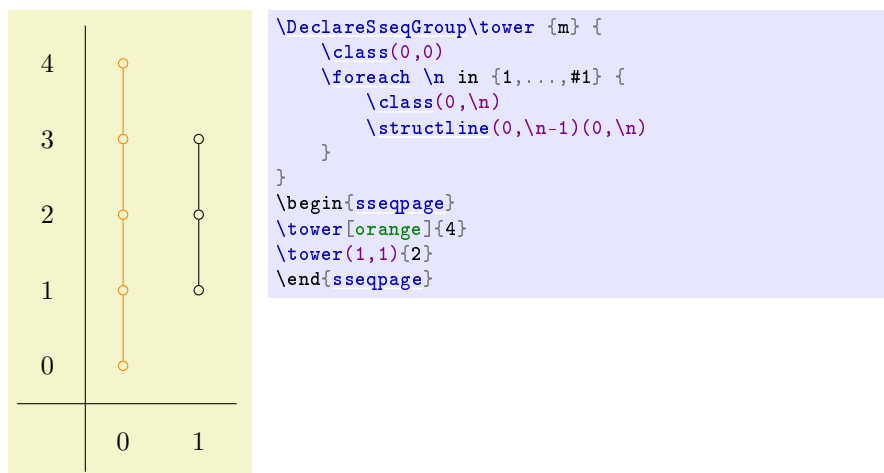 4
3
2
1
0
0 1
\DeclareSseqGroup\tower {m} {
    \class(0,0)
    \foreach \n in {1,...,#1} {
        \class(0,\n)
        \structline(0,\n-1)(0,\n)
    }
}
\begin{sseqpage}
\tower[orange]{4}
\tower(1,1){2}
\end{sseqpage}